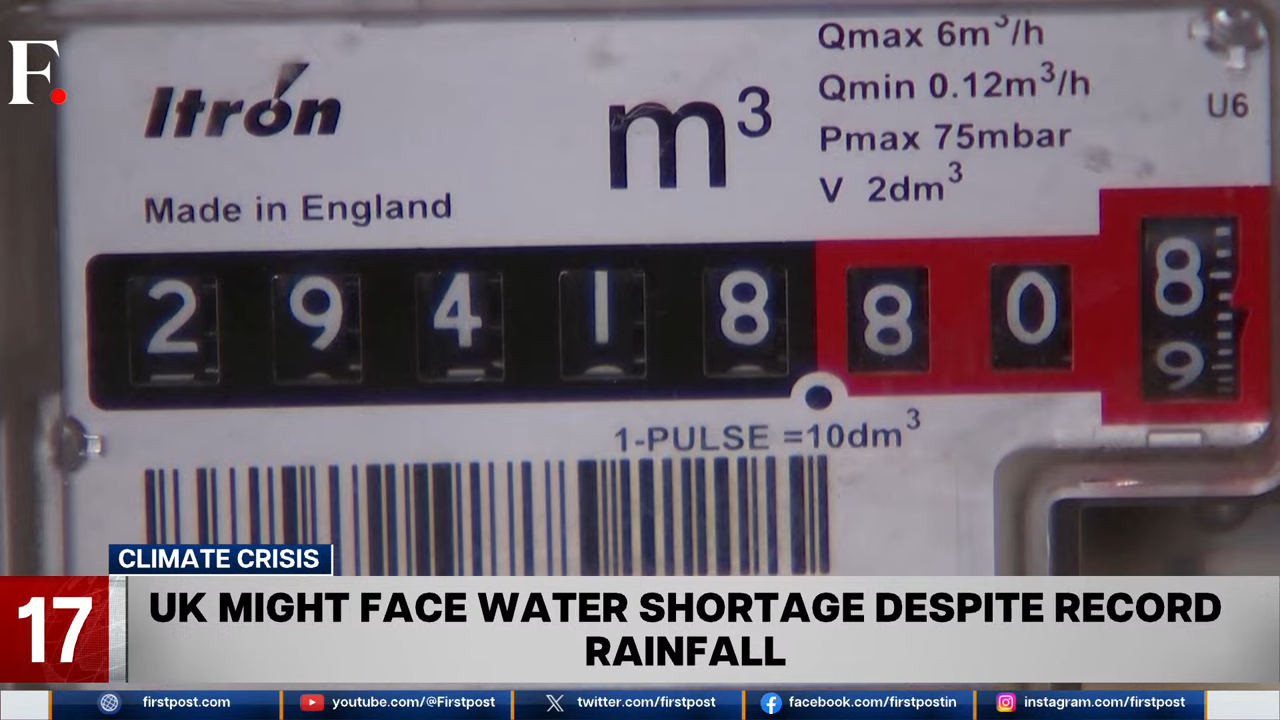 F.
Itrón
Made in England
m³
Qmax 6m³/h
Qmin 0.12m³/h
Pmax 75mbar
V 2dm³
U6
2 9 4 1 8 8 0 8
9
1-PULSE =10dm³
CLIMATE CRISIS
17
UK MIGHT FACE WATER SHORTAGE DESPITE RECORD
RAINFALL
firstpost.com
youtube.com/@Firstpost
twitter.com/firstpost
facebook.com/firstpostin
instagram.com/firstpost